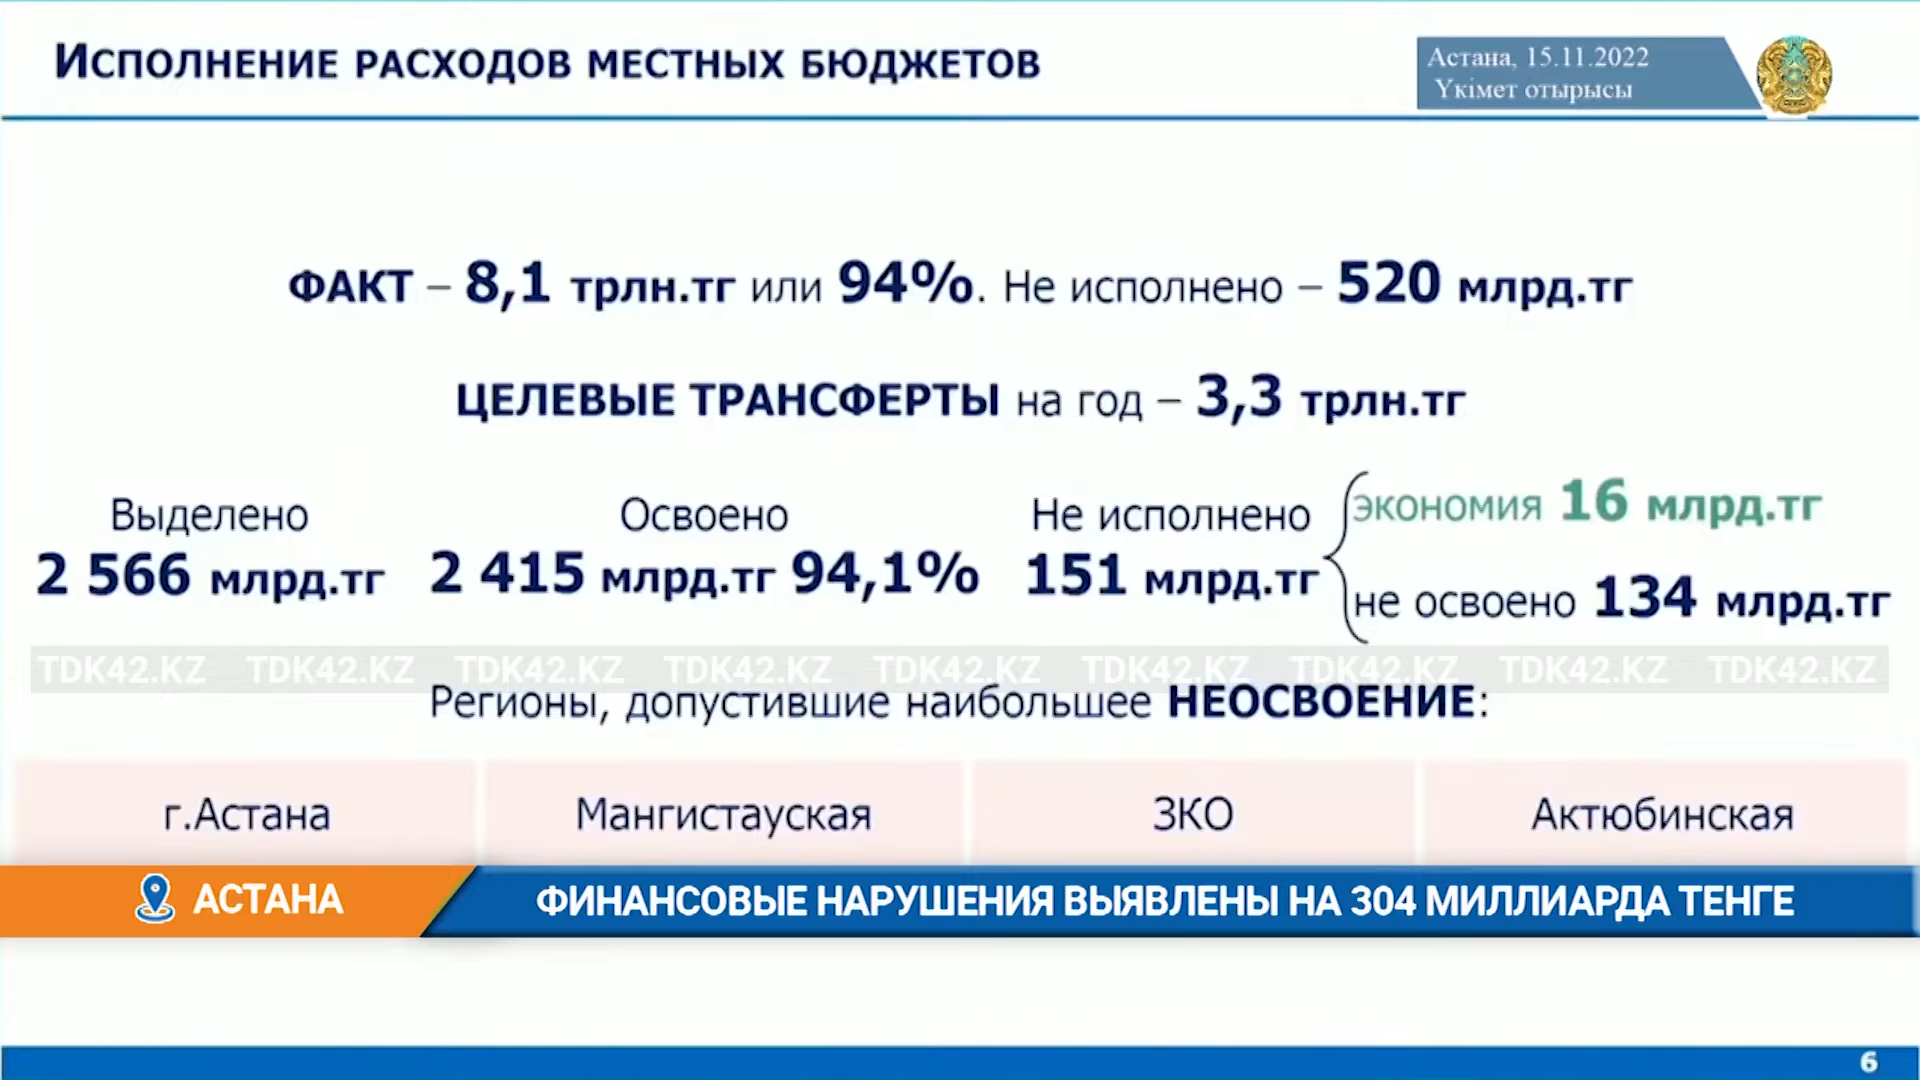 ИСПОЛНЕНИЕ РАСХОДОВ МЕСТНЫХ БЮДЖЕТОВ
Астана, 15.11.2022
Үкімет отырысы
ФАКТ – 8,1 трлн.тг или 94%. Не исполнено – 520 млрд.тг
ЦЕЛЕВЫЕ ТРАНСФЕРТЫ на год – 3,3 трлн.тг
Выделено
2 566 млрд.тг
Освоено
2 415 млрд.тг 94,1%
Не исполнено
151 млрд.тг
экономия 16 млрд.тг
не освоено 134 млрд.тг
TDK42.KZ TDK42.KZ TDK42.KZ TDK42.KZ TDK42.KZ TDK42.KZ TDK42.KZ TDK42.KZ TDK42.KZ
Регионы, допустившие наибольшее НЕОСВОЕНИЕ:
г.Астана Мангистауская ЗКО Актюбинская
АСТАНА
ФИНАНСОВЫЕ НАРУШЕНИЯ ВЫЯВЛЕНЫ НА 304 МИЛЛИАРДА ТЕНГЕ
6